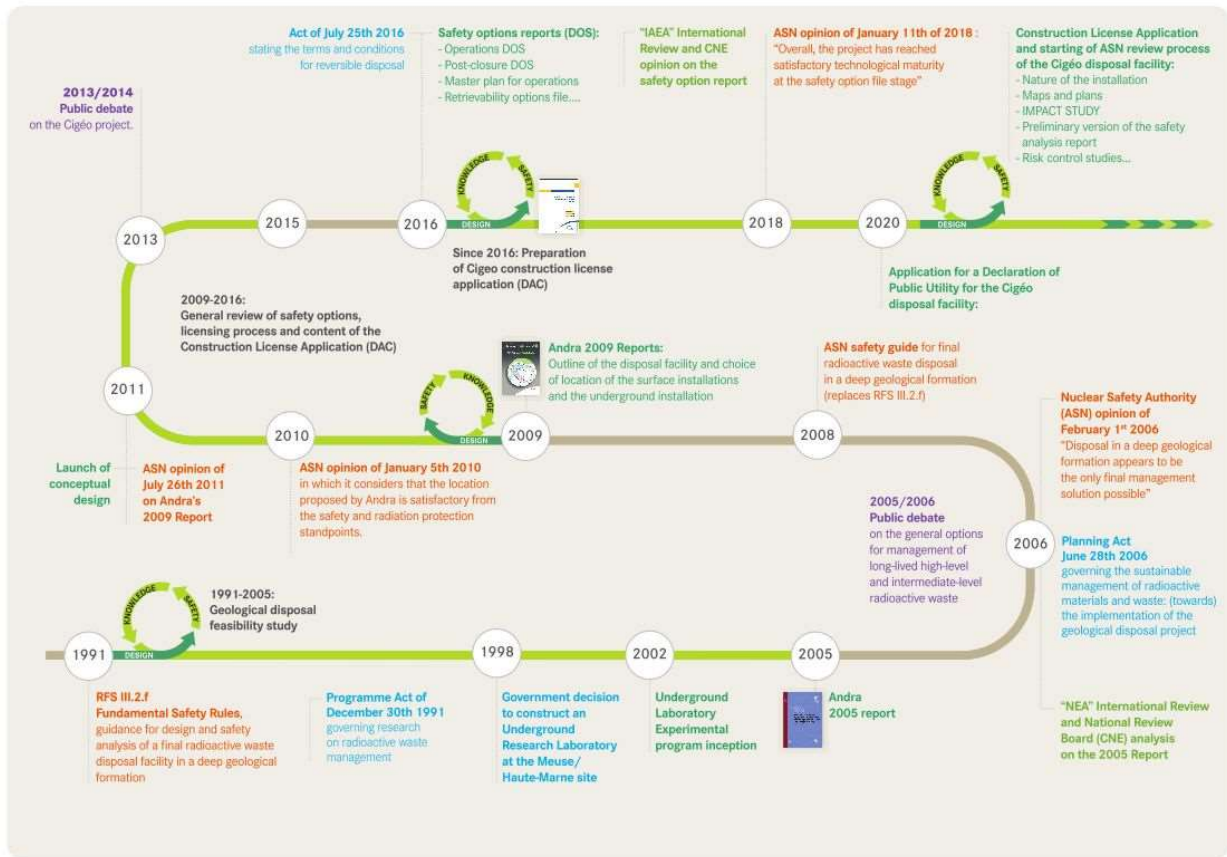 Act of July 25th 2016
stating the terms and conditions
for reversible disposal
Safety options reports (DOS):
- Operations DOS
- Post-closure DOS
- Master plan for operations
- Retrievability options file....
“IAEA” International
Review and CNE
opinion on the
safety option report
ASN opinion of January 11th of 2018 :
“Overall, the project has reached
satisfactory technological maturity
at the safety option file stage”
Construction License Application
and starting of ASN review process
of the Cigéo disposal facility:
- Nature of the installation
- Maps and plans
- IMPACT STUDY
- Preliminary version of the safety
analysis report
- Risk control studies...
2013/2014
Public debate
on the Cigéo project.
KNOWLEDGE
SAFETY
DESIGN
KNOWLEDGE
SAFETY
DESIGN
2013
2015
2016
2018
2020
Since 2016: Preparation
of Cigeo construction license
application (DAC)
Application for a Declaration of
Public Utility for the Cigéo
disposal facility:
2009-2016:
General review of safety options,
licensing process and content of the
Construction License Application (DAC)
Andra 2009 Reports:
Outline of the disposal facility and choice
of location of the surface installations
and the underground installation
ASN safety guide for final
radioactive waste disposal
in a deep geological formation
(replaces RFS III.2.f)
2011
SAFETY
KNOWLEDGE
DESIGN
2010
2009
2008
Nuclear Safety Authority
(ASN) opinion of
February 1st 2006
“Disposal in a deep geological
formation appears to be
the only final management
solution possible”
Launch of
conceptual
design
ASN opinion of
July 26th 2011
on Andra's
2009 Report
ASN opinion of January 5th 2010
in which it considers that the location
proposed by Andra is satisfactory from
the safety and radiation protection
standpoints.
2005/2006
Public debate
on the general options
for management of
long-lived high-level
and intermediate-level
radioactive waste
2006
Planning Act
June 28th 2006
governing the sustainable
management of radioactive
materials and waste: (towards)
the implementation of the
geological disposal project
KNOWLEDGE
SAFETY
DESIGN
1991-2005:
Geological disposal
feasibility study
1991
1998
2002
2005
RFS III.2.f
Fundamental Safety Rules,
guidance for design and safety
analysis of a final radioactive waste
disposal facility in a deep geological
formation
Programme Act of
December 30th 1991
governing research
on radioactive waste
management
Government decision
to construct an
Underground
Research Laboratory
at the Meuse/
Haute-Marne site
Underground
Laboratory
Experimental
program inception
Andra
2005 report
“NEA” International Review
and National Review
Board (CNE) analysis
on the 2005 Report